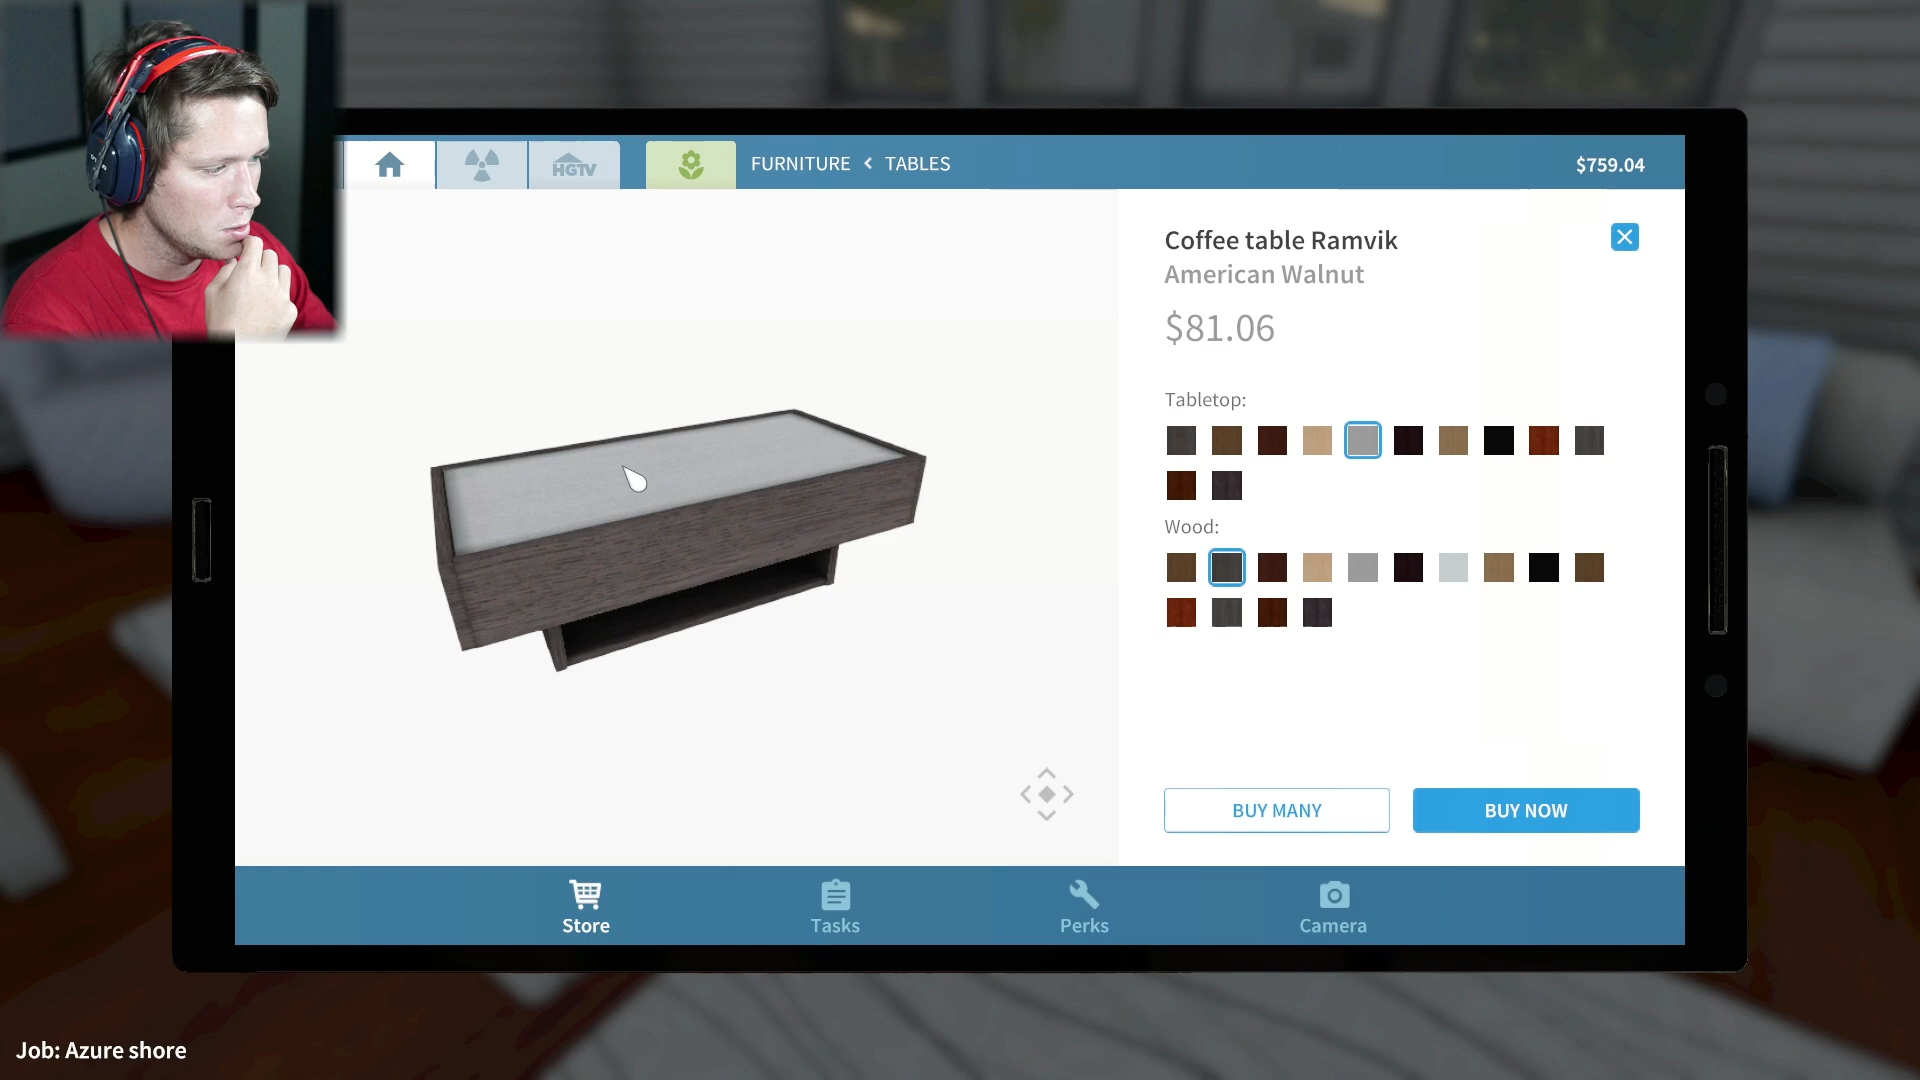 HGTV
FURNITURE < TABLES
$759.04
Coffee table Ramvik
American Walnut
$81.06
Tabletop:
Wood:
BUY MANY
BUY NOW
Store
Tasks
Perks
Camera
Job: Azure shore